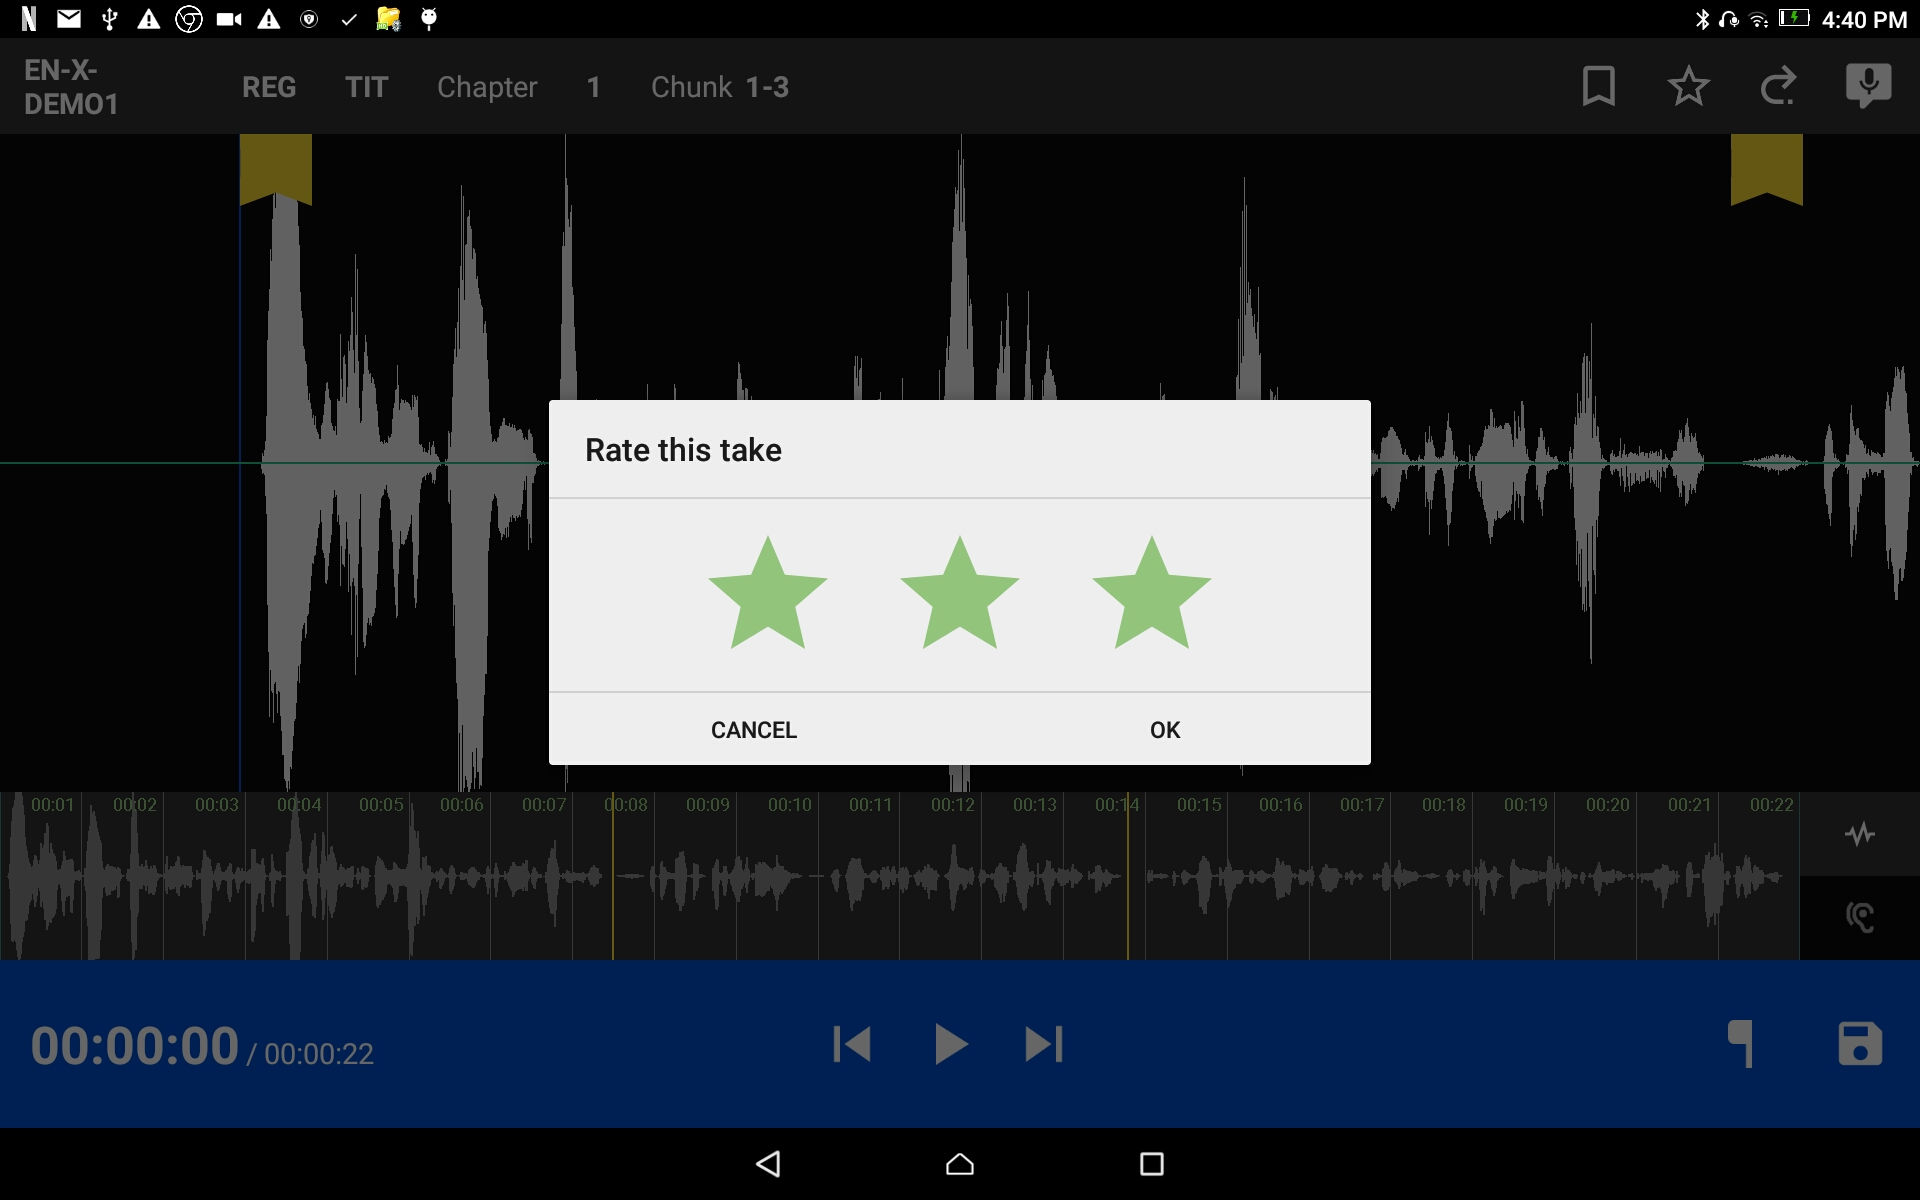 4:40 PM
EN-X-
DEMO1
REG TIT Chapter 1 Chunk 1-3
Rate this take
CANCEL OK
00:01 00:02 00:03 00:04 00:05 00:06 00:07 00:08 00:09 00:10 00:11 00:12 00:13 00:14 00:15 00:16 00:17 00:18 00:19 00:20 00:21 00:22
00:00:00 / 00:00:22